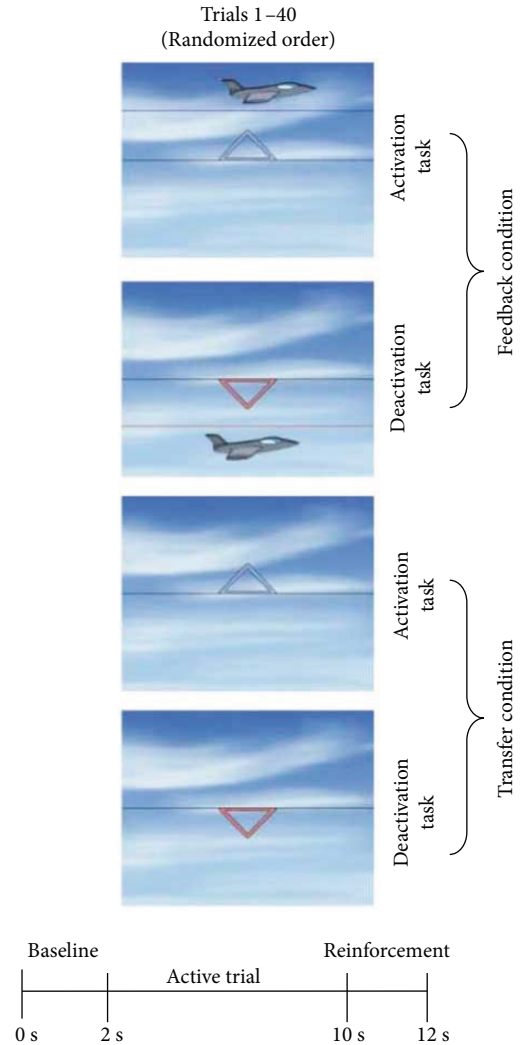 Trials 1–40
(Randomized order)
Activation
task
Deactivation
task
Feedback condition
Activation
task
Deactivation
task
Transfer condition
Baseline
Reinforcement
Active trial
0 s
2 s
10 s
12 s